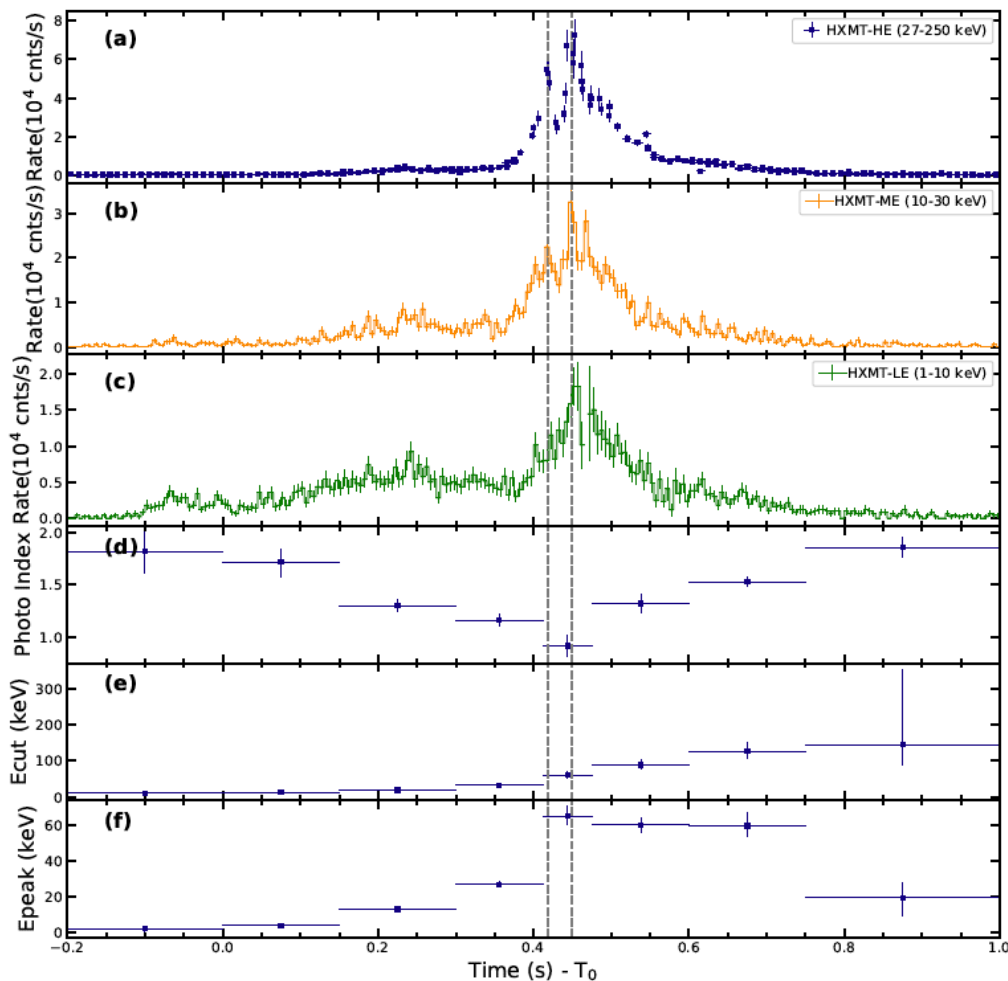 (a)
HXMT-HE (27-250 keV)
Rate(10⁴ cnts/s)
8
6
4
2
0
(b)
HXMT-ME (10-30 keV)
Rate(10⁴ cnts/s)
3
2
1
0
(c)
HXMT-LE (1-10 keV)
Rate(10⁴ cnts/s)
2.0
1.5
1.0
0.5
0.0
(d)
Photo Index
2.0
1.5
1.0
(e)
Ecut (keV)
300
200
100
0
(f)
Epeak (keV)
60
40
20
0
−0.2 0.0 0.2 0.4 0.6 0.8 1.0
Time (s) - T₀